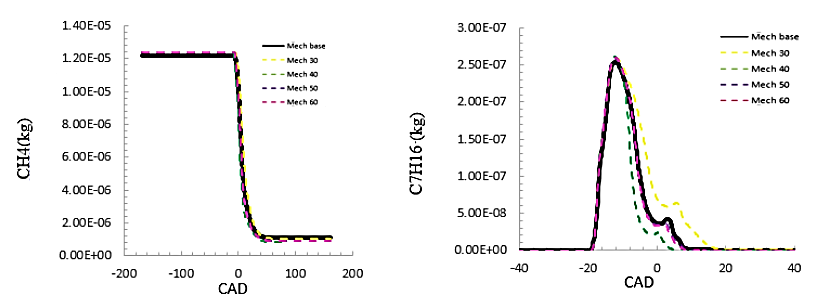 1.40E-05
1.20E-05
1.00E-05
8.00E-06
6.00E-06
4.00E-06
2.00E-06
0.00E+00
CH4(kg)
-200
-100
0
100
200
CAD
Mech base
Mech 30
Mech 40
Mech 50
Mech 60
3.00E-07
2.50E-07
2.00E-07
1.50E-07
1.00E-07
5.00E-08
0.00E+00
C7H16·(kg)
-40
-20
0
20
40
CAD
Mech base
Mech 30
Mech 40
Mech 50
Mech 60